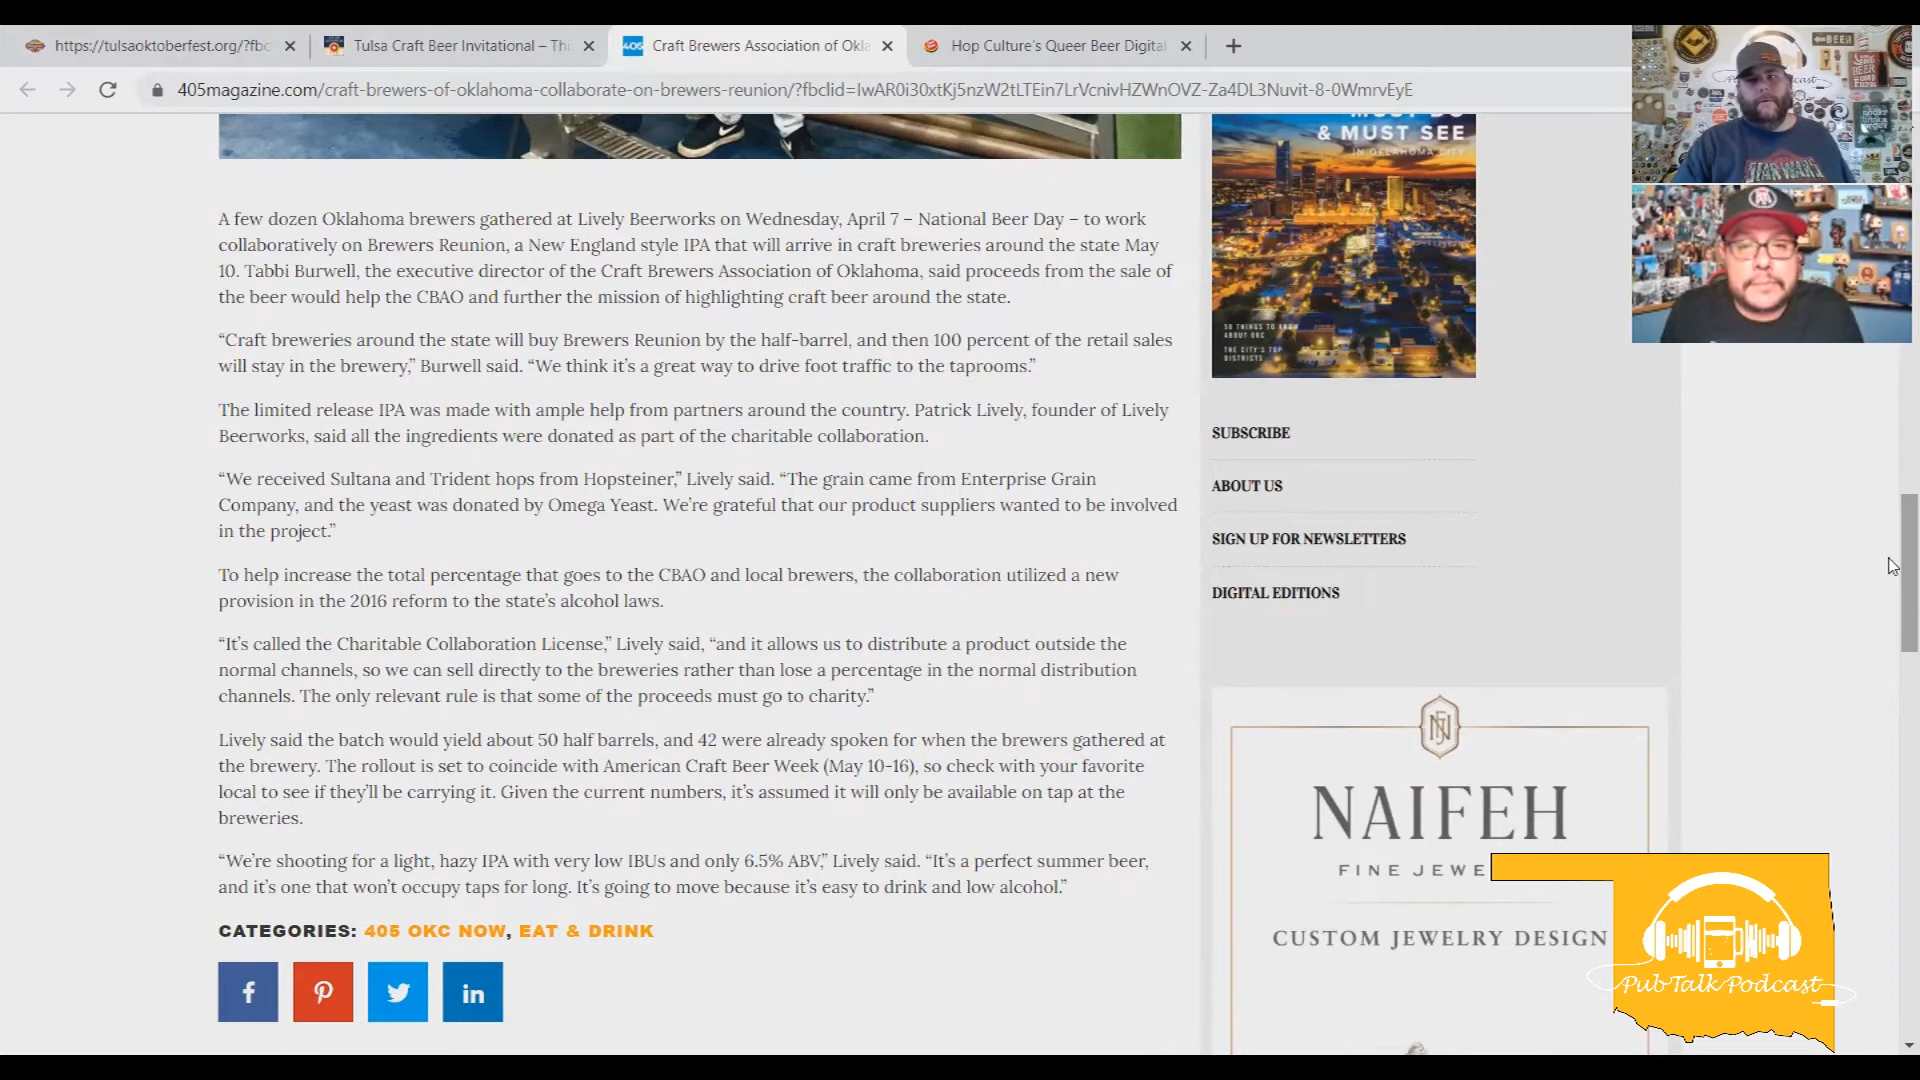 https://tulsaoktoberfest.org/?fbc
Tulsa Craft Beer Invitational – Thi
405
Craft Brewers Association of Okla
Hop Culture's Queer Beer Digital
405magazine.com/craft-brewers-of-oklahoma-collaborate-on-brewers-reunion/?fbclid=IwAR0i30xtKj5nzW2tLTEin7LrVcnivHZWnOVZ-Za4DL3Nuvit-8-0WmrvEyE
MUST DO
& MUST SEE
IN OKLAHOMA CITY
50 THINGS TO KNOW
ABOUT OKC
THE CITY'S TOP
DISTRICTS
A few dozen Oklahoma brewers gathered at Lively Beerworks on Wednesday, April 7 – National Beer Day – to work
collaboratively on Brewers Reunion, a New England style IPA that will arrive in craft breweries around the state May
10. Tabbi Burwell, the executive director of the Craft Brewers Association of Oklahoma, said proceeds from the sale of
the beer would help the CBAO and further the mission of highlighting craft beer around the state.
“Craft breweries around the state will buy Brewers Reunion by the half-barrel, and then 100 percent of the retail sales
will stay in the brewery,” Burwell said. “We think it’s a great way to drive foot traffic to the taprooms.”
The limited release IPA was made with ample help from partners around the country. Patrick Lively, founder of Lively
Beerworks, said all the ingredients were donated as part of the charitable collaboration.
“We received Sultana and Trident hops from Hopsteiner,” Lively said. “The grain came from Enterprise Grain
Company, and the yeast was donated by Omega Yeast. We’re grateful that our product suppliers wanted to be involved
in the project.”
To help increase the total percentage that goes to the CBAO and local brewers, the collaboration utilized a new
provision in the 2016 reform to the state’s alcohol laws.
“It’s called the Charitable Collaboration License,” Lively said, “and it allows us to distribute a product outside the
normal channels, so we can sell directly to the breweries rather than lose a percentage in the normal distribution
channels. The only relevant rule is that some of the proceeds must go to charity.”
Lively said the batch would yield about 50 half barrels, and 42 were already spoken for when the brewers gathered at
the brewery. The rollout is set to coincide with American Craft Beer Week (May 10-16), so check with your favorite
local to see if they’ll be carrying it. Given the current numbers, it’s assumed it will only be available on tap at the
breweries.
“We’re shooting for a light, hazy IPA with very low IBUs and only 6.5% ABV,” Lively said. “It’s a perfect summer beer,
and it’s one that won’t occupy taps for long. It’s going to move because it’s easy to drink and low alcohol.”
CATEGORIES: 405 OKC NOW, EAT & DRINK
SUBSCRIBE
ABOUT US
SIGN UP FOR NEWSLETTERS
DIGITAL EDITIONS
NAIFEH
FINE JEWE
CUSTOM JEWELRY DESIGN
PubTalkPodcast
BEER